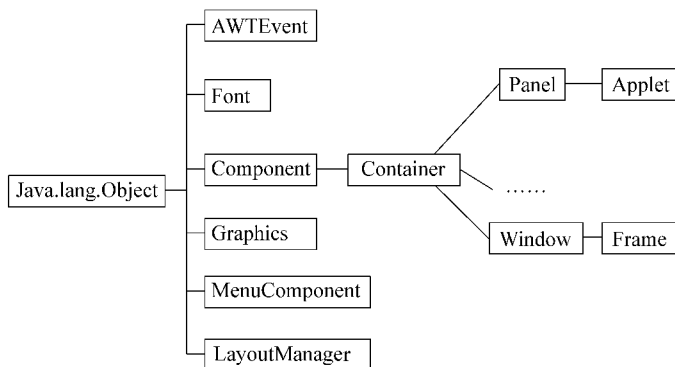 AWTEvent
Font
Panel
Applet
Component
Container
Java.lang.Object
......
Graphics
Window
Frame
MenuComponent
LayoutManager